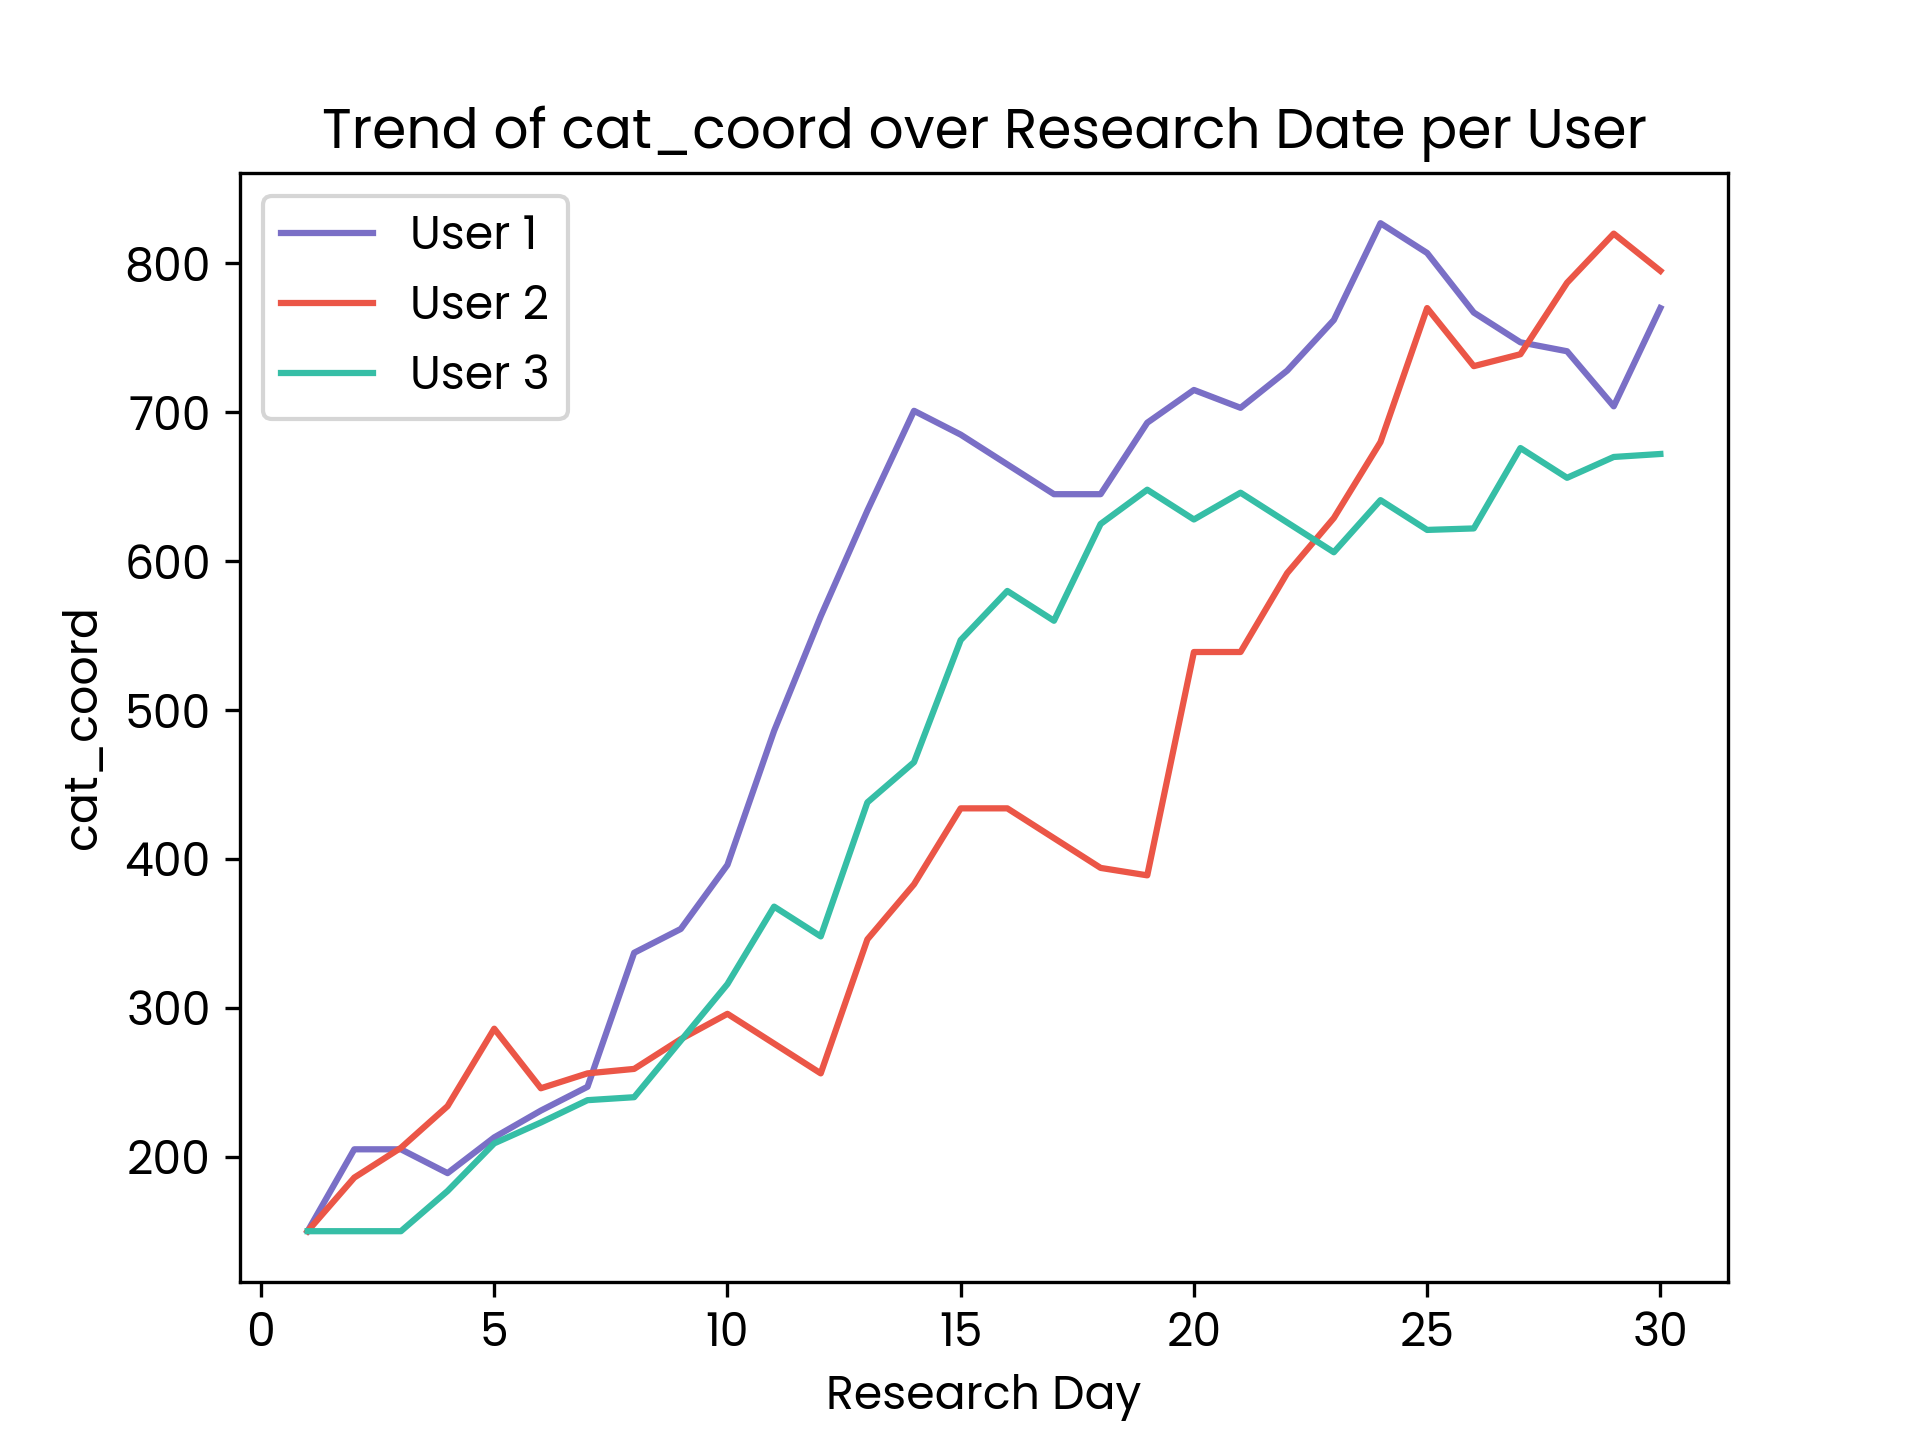 Trend of cat_coord over Research Date per User
User 1
User 2
User 3
cat_coord
800
700
600
500
400
300
200
0 5 10 15 20 25 30
Research Day